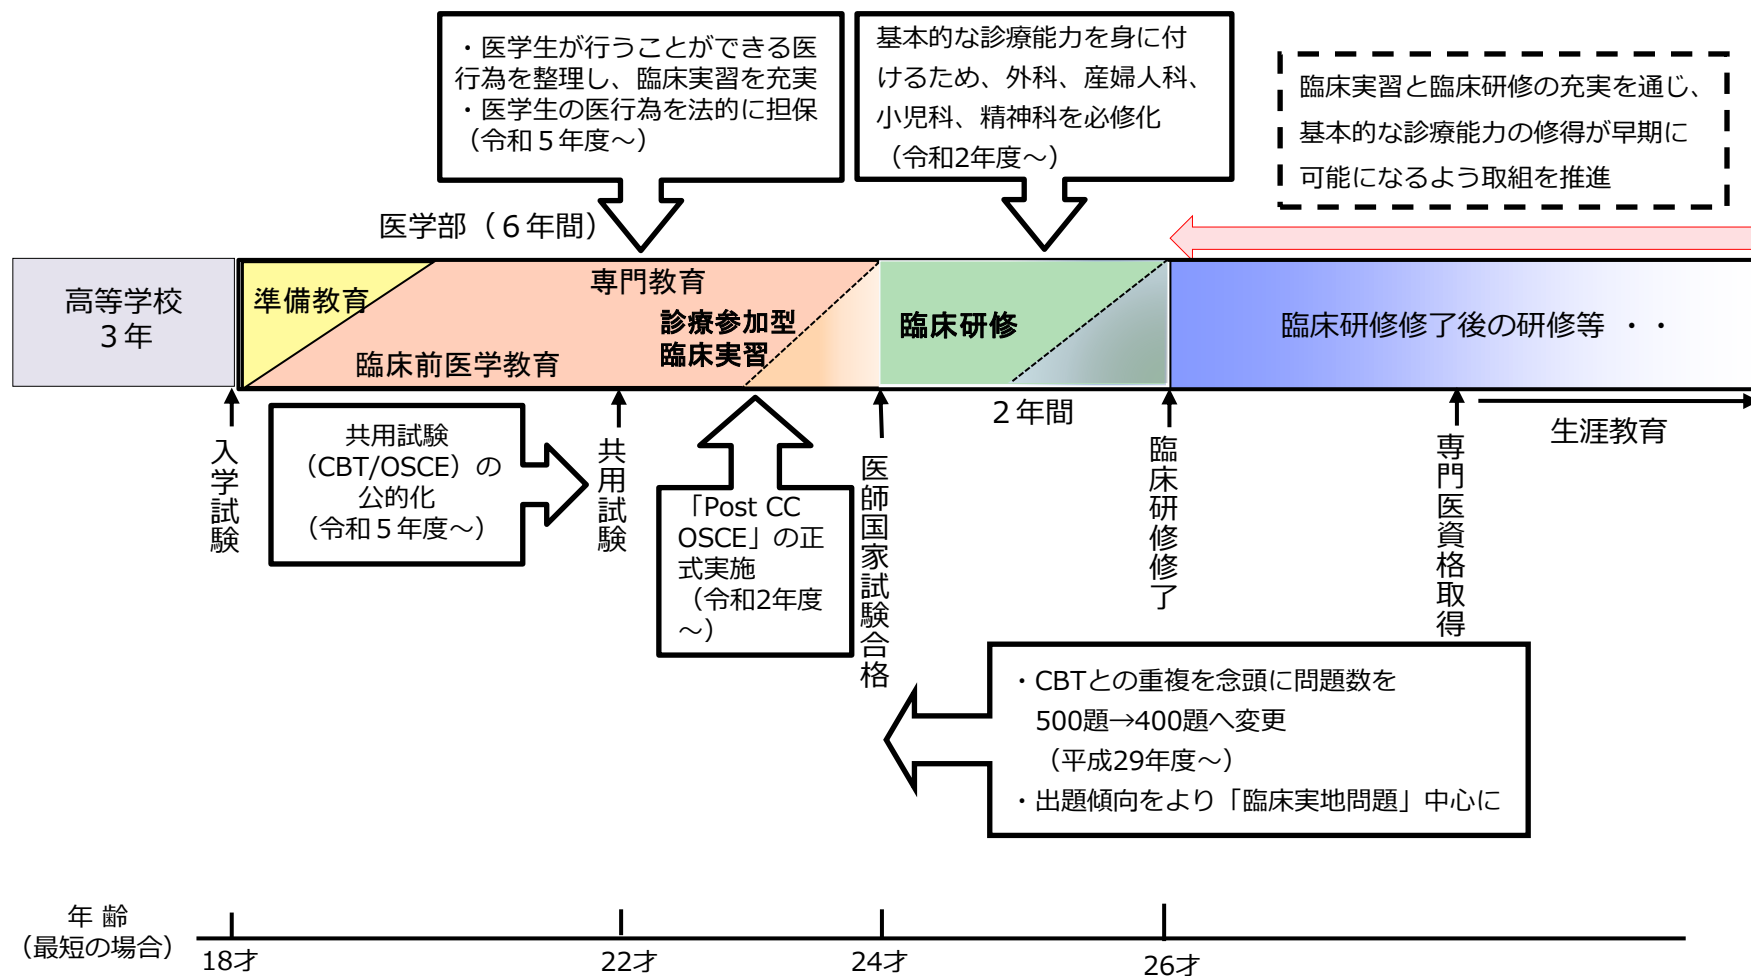 ・医学生が行うことができる医
行為を整理し、臨床実習を充実
・医学生の医行為を法的に担保
（令和５年度～）
基本的な診療能力を身に付
けるため、外科、産婦人科、
小児科、精神科を必修化
（令和2年度～）
臨床実習と臨床研修の充実を通じ、
基本的な診療能力の修得が早期に
可能になるよう取組を推進
医学部（６年間）
高等学校
３年
準備教育
専門教育
診療参加型
臨床実習
臨床前医学教育
臨床研修
臨床研修修了後の研修等 ・・
２年間
生涯教育
入学試験
共用試験
（CBT/OSCE）の
公的化
（令和５年度～）
共用試験
「Post CC
OSCE」の正
式実施
（令和2年度
～）
医師国家試験合格
臨床研修修了
専門医資格取得
・CBTとの重複を念頭に問題数を
500題→400題へ変更
（平成29年度～）
・出題傾向をより「臨床実地問題」中心に
年 齢
（最短の場合）
18才
22才
24才
26才